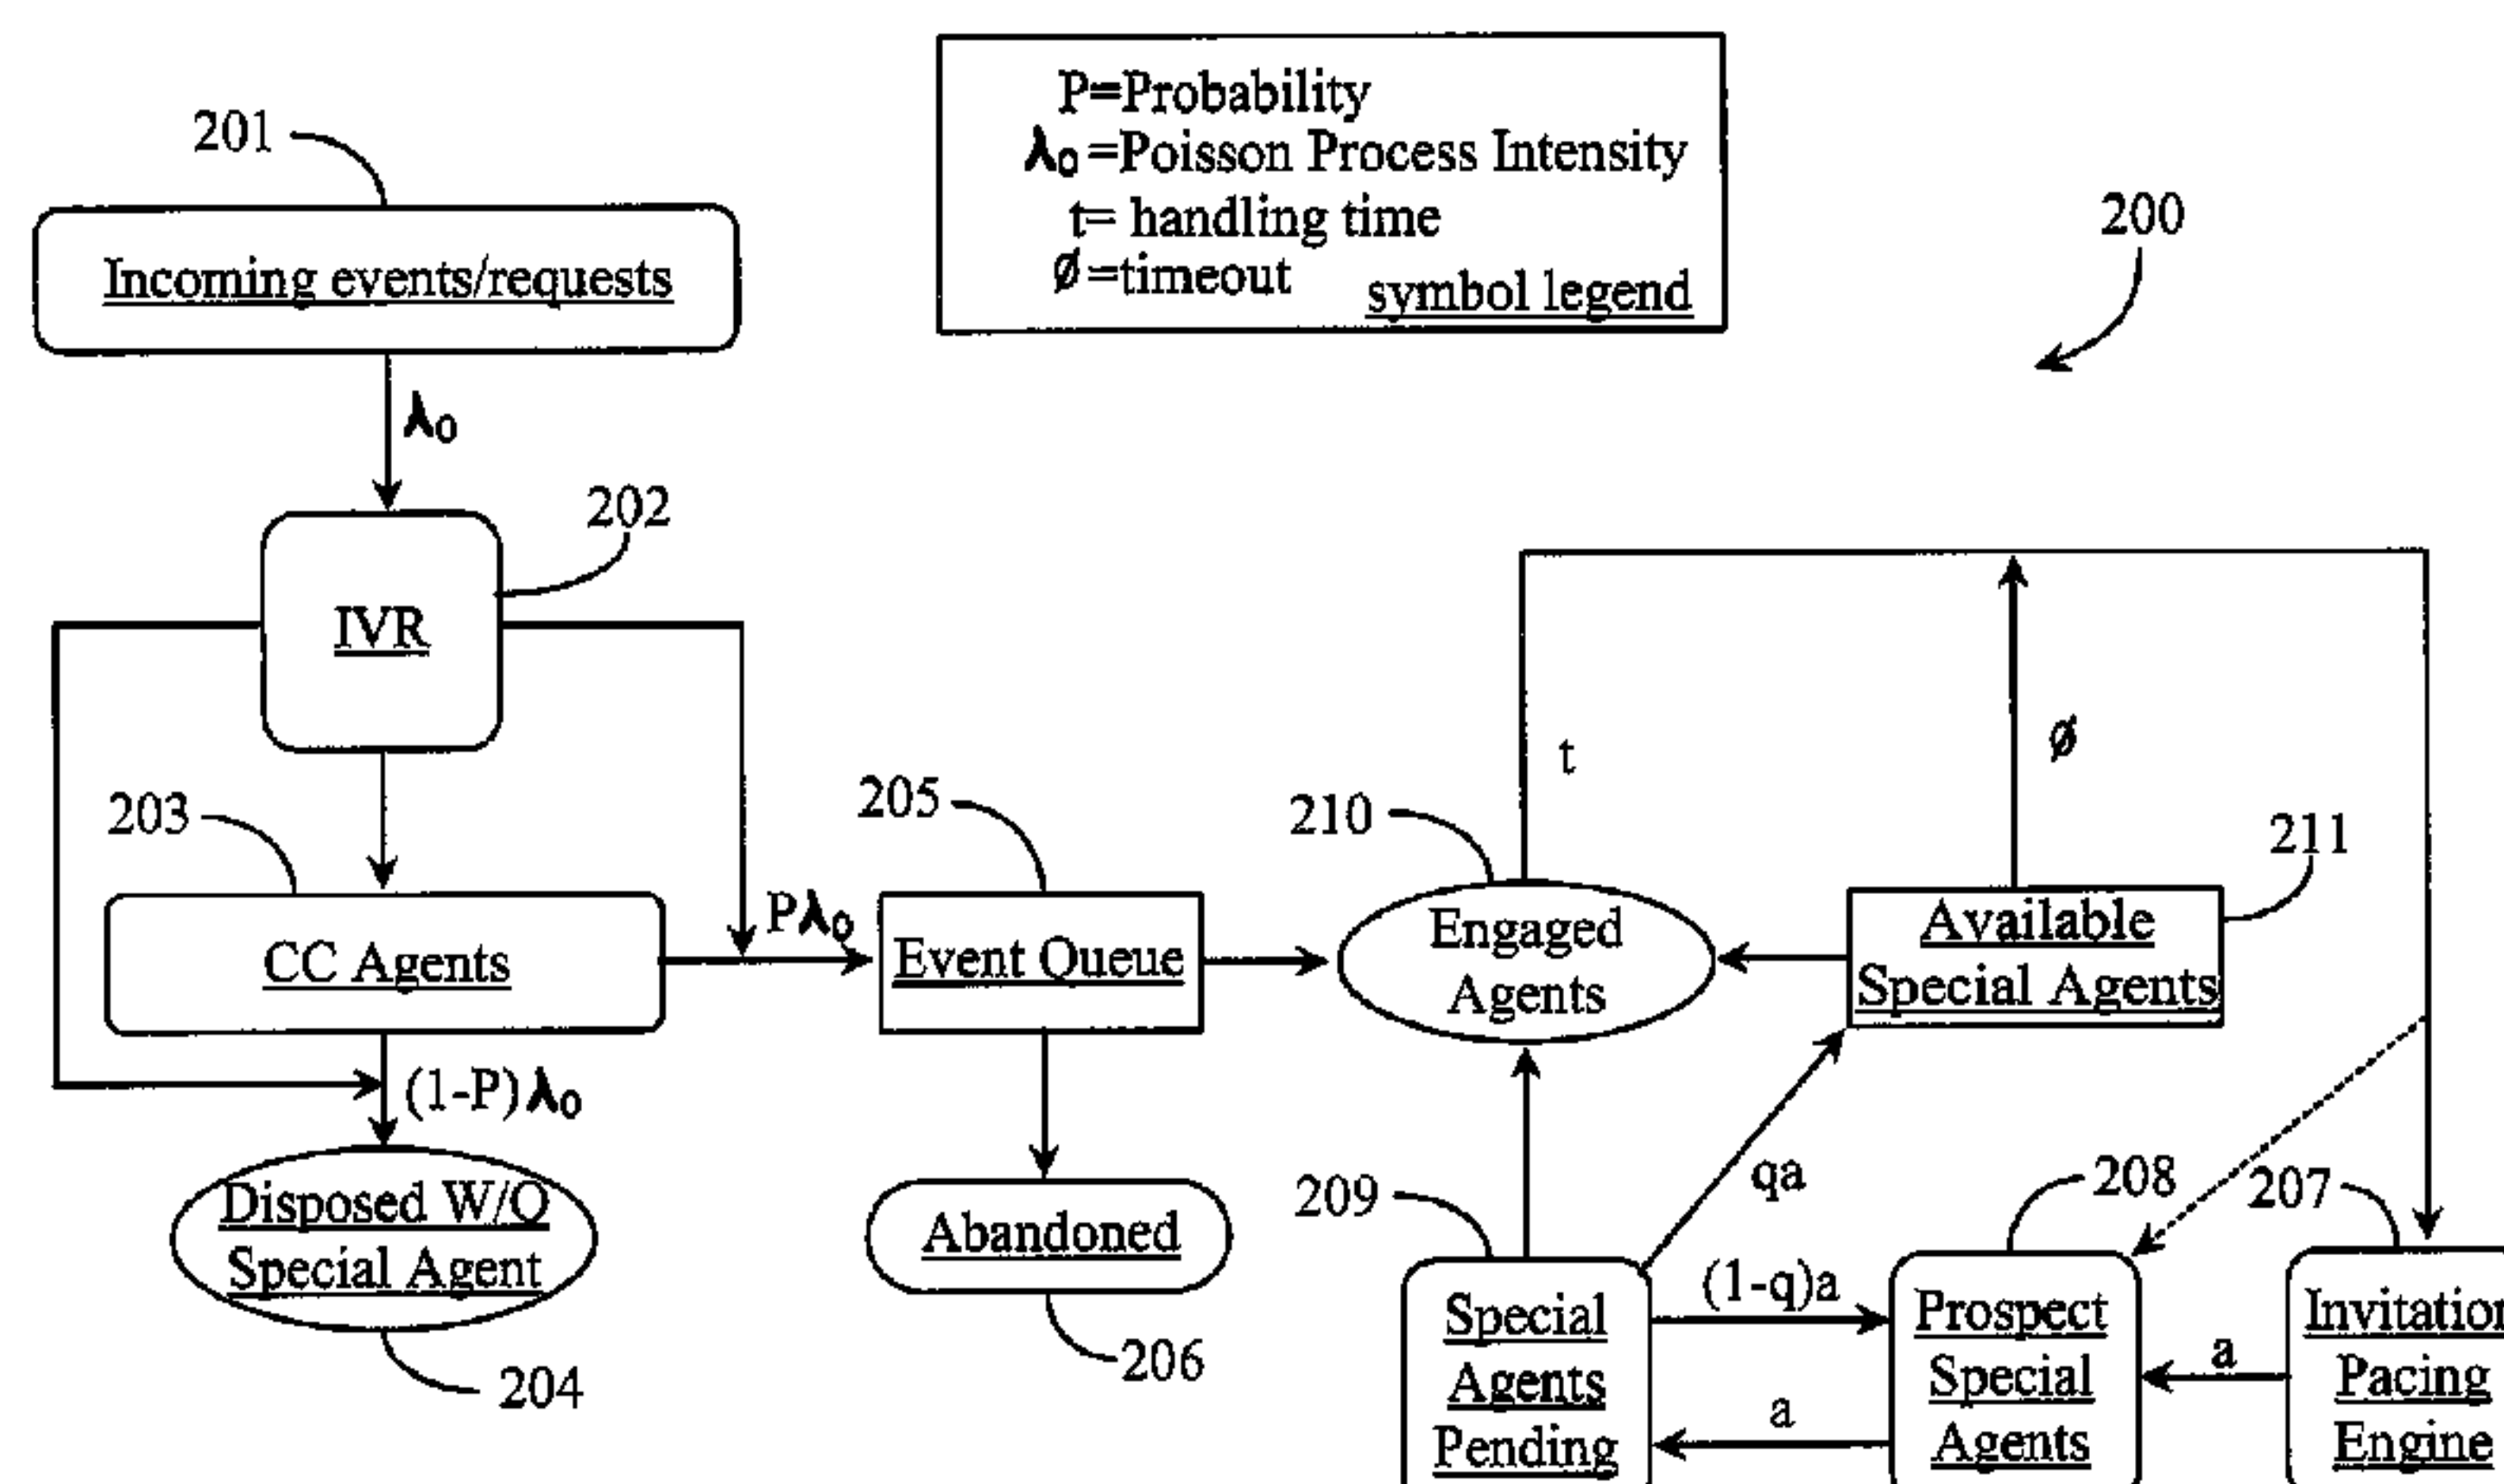 P=Probability
λ₀=Poisson Process Intensity
t= handling time
Ø=timeout
symbol legend
201
Incoming events/requests
200
λ₀
202
IVR
t
Ø
203
205
210
211
CC Agents
Pλ₀
Event Queue
Engaged
Agents
Available
Special Agents
(1-P)λ₀
Disposed W/O
Special Agent
204
Abandoned
206
qa
209
208
207
(1-q)a
Special
Agents
Pending
a
Prospect
Special
Agents
a
Invitation
Pacing
Engine